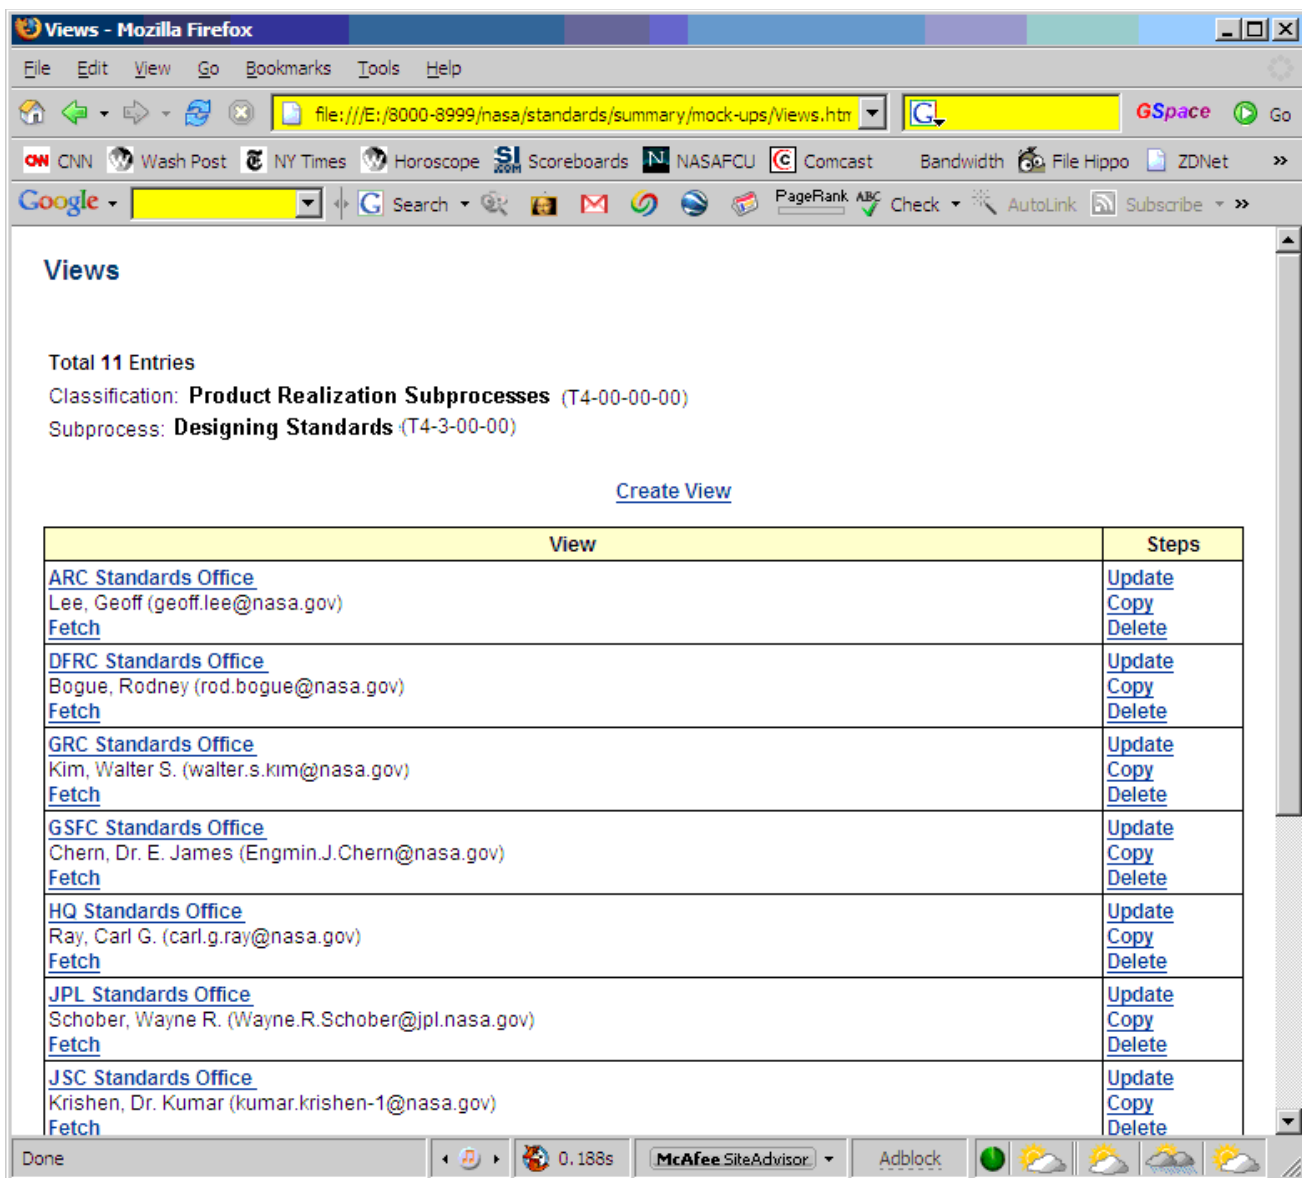 Views - Mozilla Firefox
File Edit View Go Bookmarks Tools Help
file:///E:/8000-8999/nasa/standards/summary/mock-ups/Views.htm G GSpace Go
CNN CNN Wash Post NY Times Horoscope SI.COM Scoreboards N NASAFCU C Comcast Bandwidth File Hippo ZDNet »
Google G Search PageRank ABC Check AutoLink Subscribe »
Views
Total 11 Entries
Classification: Product Realization Subprocesses (T4-00-00-00)
Subprocess: Designing Standards (T4-3-00-00)
Create View
View Steps
ARC Standards Office Update
Lee, Geoff (geoff.lee@nasa.gov) Copy
Fetch Delete
DFRC Standards Office Update
Bogue, Rodney (rod.bogue@nasa.gov) Copy
Fetch Delete
GRC Standards Office Update
Kim, Walter S. (walter.s.kim@nasa.gov) Copy
Fetch Delete
GSFC Standards Office Update
Chern, Dr. E. James (Engmin.J.Chern@nasa.gov) Copy
Fetch Delete
HQ Standards Office Update
Ray, Carl G. (carl.g.ray@nasa.gov) Copy
Fetch Delete
JPL Standards Office Update
Schober, Wayne R. (Wayne.R.Schober@jpl.nasa.gov) Copy
Fetch Delete
JSC Standards Office Update
Krishen, Dr. Kumar (kumar.krishen-1@nasa.gov) Copy
Fetch Delete
Done 0.188s McAfee SiteAdvisor Adblock